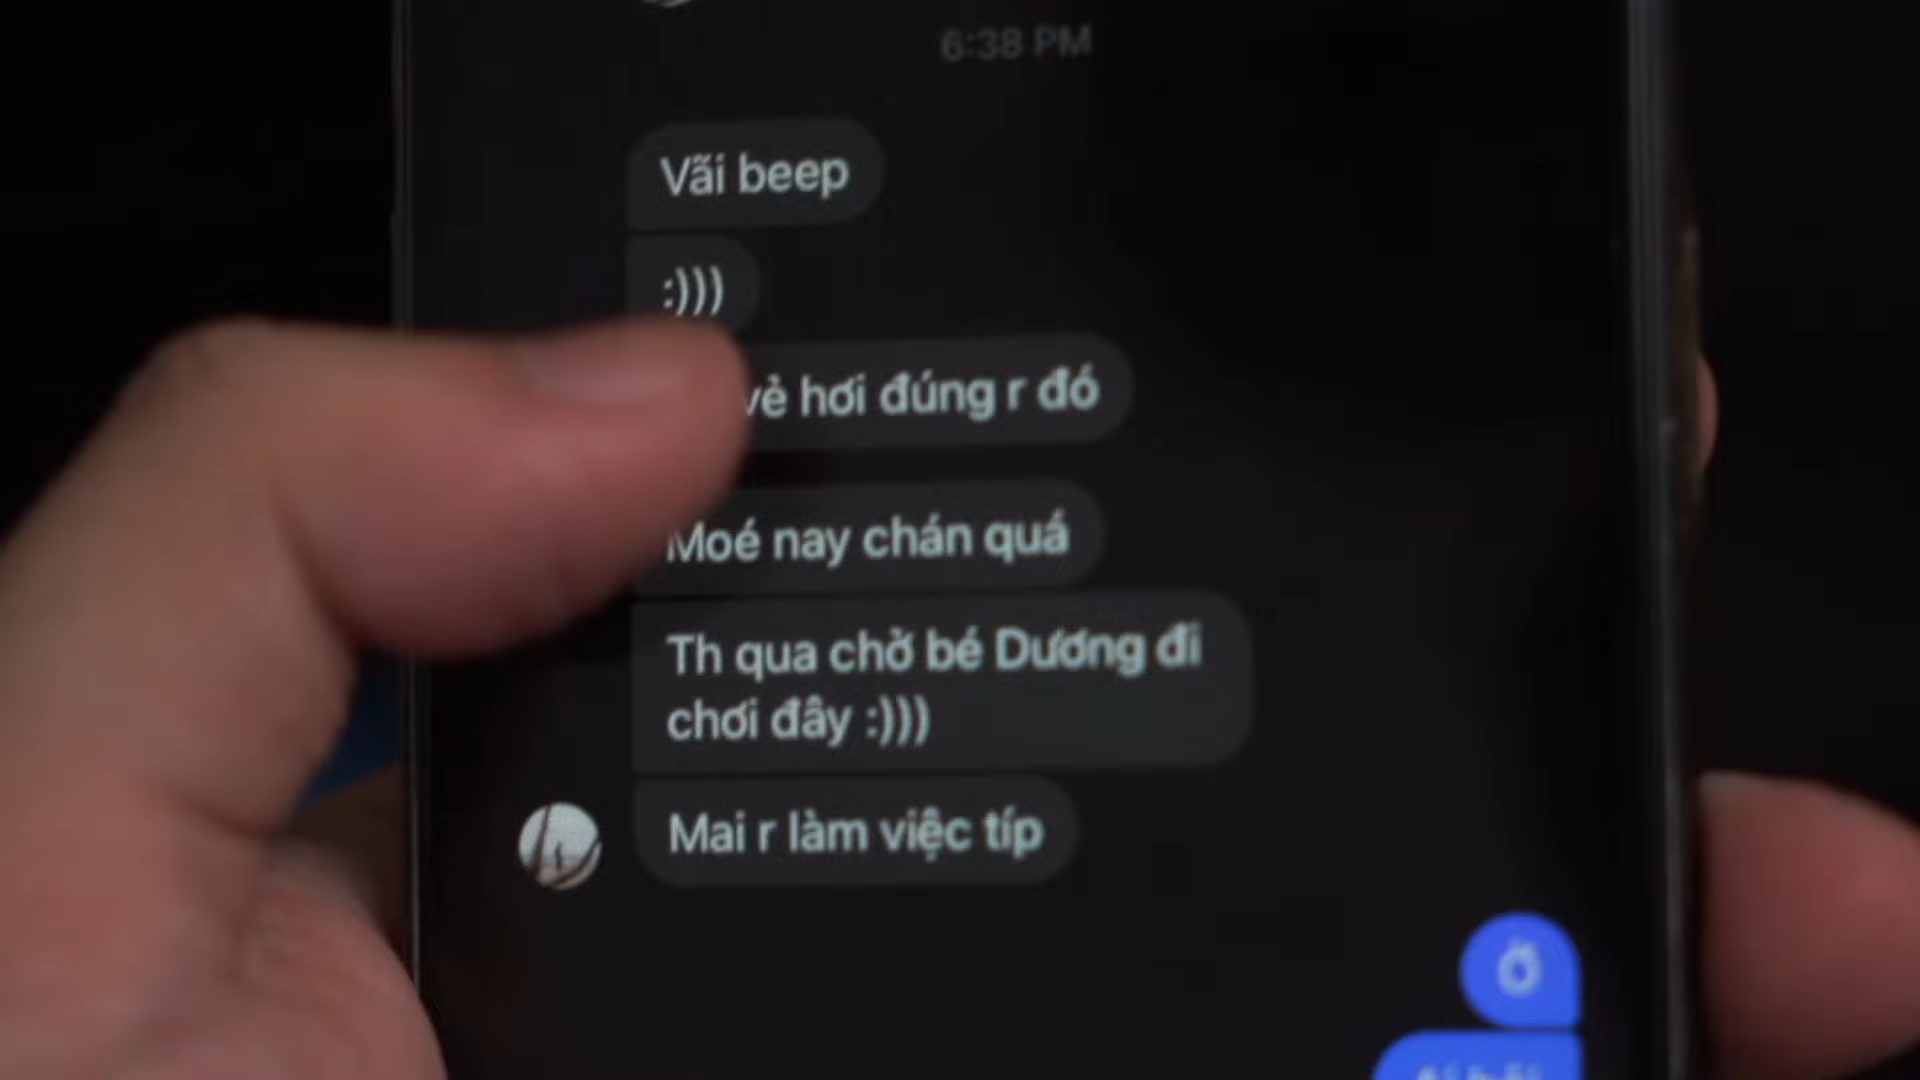 6:38 PM
Vãi beep
:)))
vẻ hơi đúng r đó
Moé nay chán quá
Th qua chở bé Dương đi
chơi đây :)))
Mai r làm việc típ
Ờ